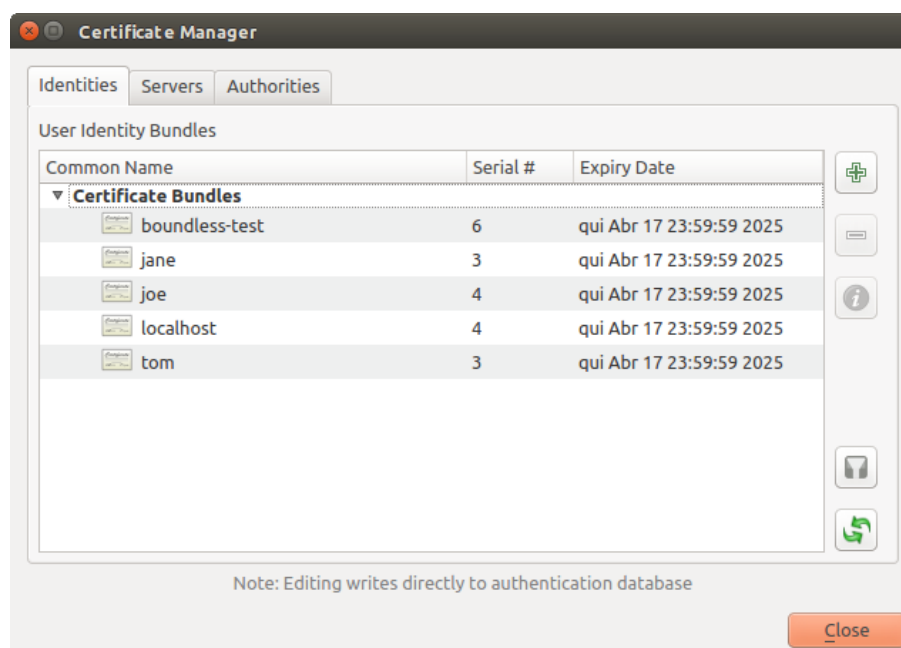 Certificate Manager
Identities Servers Authorities
User Identity Bundles
Common Name Serial # Expiry Date
Certificate Bundles
boundless-test 6 qui Abr 17 23:59:59 2025
jane 3 qui Abr 17 23:59:59 2025
joe 4 qui Abr 17 23:59:59 2025
localhost 4 qui Abr 17 23:59:59 2025
tom 3 qui Abr 17 23:59:59 2025
Note: Editing writes directly to authentication database
Close